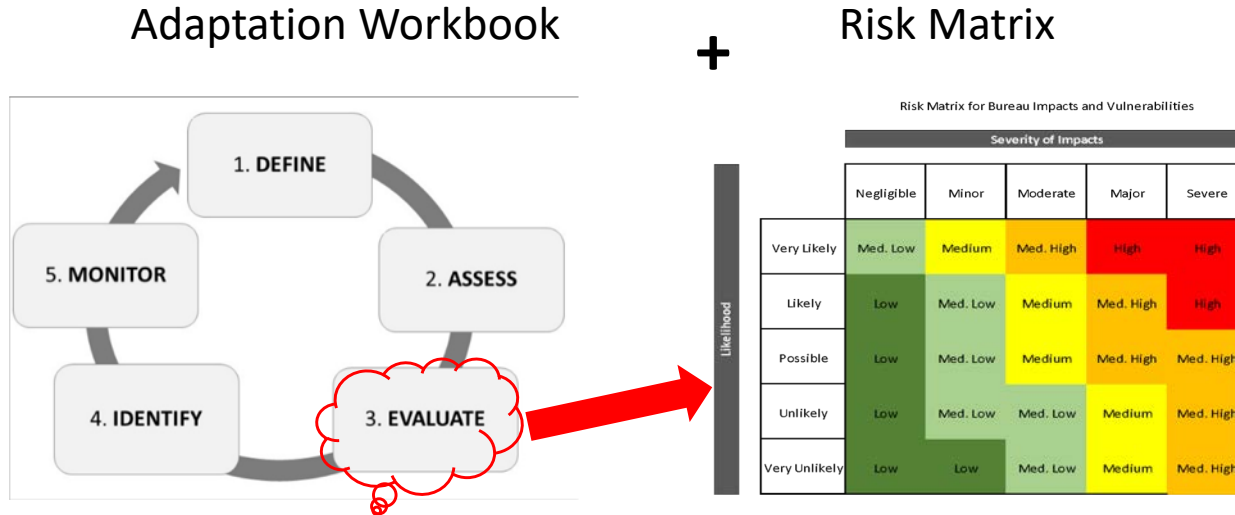 Adaptation Workbook
+
Risk Matrix
1. DEFINE
2. ASSESS
3. EVALUATE
4. IDENTIFY
5. MONITOR
Risk Matrix for Bureau Impacts and Vulnerabilities
Severity of Impacts
Likelihood
Negligible Minor Moderate Major Severe
Very Likely Med. Low Medium Med. High High High
Likely Low Med. Low Medium Med. High High
Possible Low Med. Low Medium Med. High Med. High
Unlikely Low Med. Low Med. Low Medium Med. High
Very Unlikely Low Low Med. Low Medium Med. High